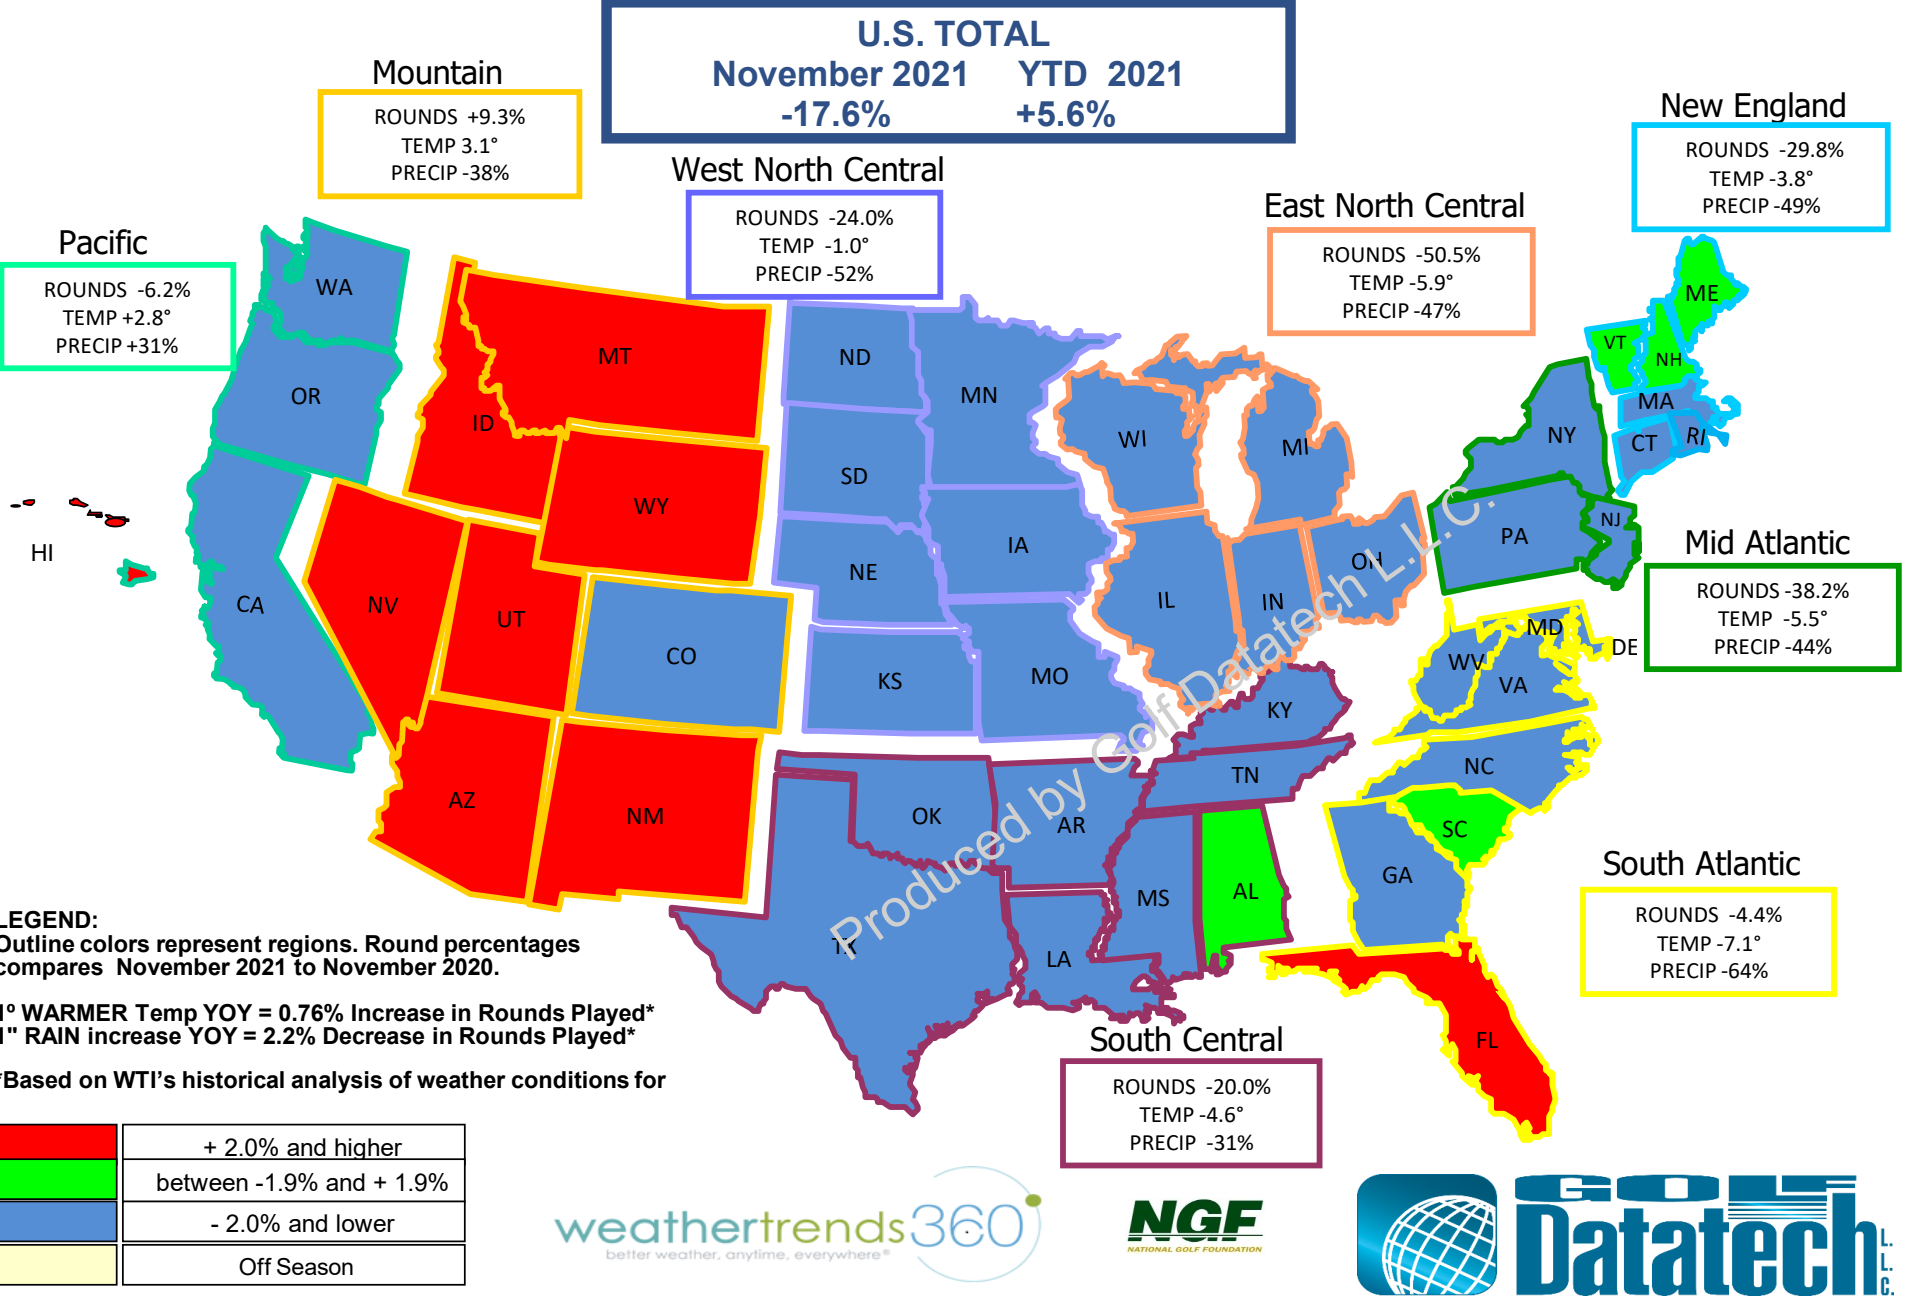 U.S. TOTAL
November 2021 YTD 2021
-17.6% +5.6%
Mountain
ROUNDS +9.3%
TEMP 3.1°
PRECIP -38%
New England
ROUNDS -29.8%
TEMP -3.8°
PRECIP -49%
West North Central
ROUNDS -24.0%
TEMP -1.0°
PRECIP -52%
East North Central
ROUNDS -50.5%
TEMP -5.9°
PRECIP -47%
Pacific
ROUNDS -6.2%
TEMP +2.8°
PRECIP +31%
WA
OR
CA
HI
MT
ID
WY
NV
UT
CO
AZ
NM
ND
MN
SD
IA
NE
KS
MO
WI
MI
IL
IN
OH
ME
VT
NH
MA
CT
RI
NY
PA
NJ
Mid Atlantic
ROUNDS -38.2%
TEMP -5.5°
PRECIP -44%
MD
DE
WV
VA
NC
SC
GA
FL
KY
TN
OK
AR
MS
AL
TX
LA
Produced by Golf Datatech L.L.C.
South Atlantic
ROUNDS -4.4%
TEMP -7.1°
PRECIP -64%
South Central
ROUNDS -20.0%
TEMP -4.6°
PRECIP -31%
LEGEND:
Outline colors represent regions. Round percentages
compares November 2021 to November 2020.
1º WARMER Temp YOY = 0.76% Increase in Rounds Played*
1" RAIN increase YOY = 2.2% Decrease in Rounds Played*
*Based on WTI's historical analysis of weather conditions for
+ 2.0% and higher
between -1.9% and + 1.9%
- 2.0% and lower
Off Season
weathertrends360
better weather, anytime, everywhere®
NGF
NATIONAL GOLF FOUNDATION
GOLF
Datatech L.L.C.